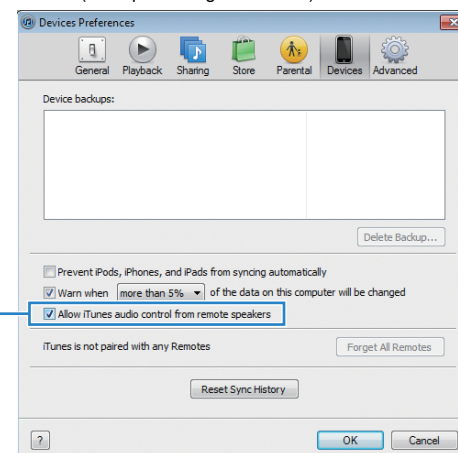 Devices Preferences
General Playback Sharing Store Parental Devices Advanced
Device backups:
Delete Backup...
Prevent iPods, iPhones, and iPads from syncing automatically
Warn when more than 5% of the data on this computer will be changed
Allow iTunes audio control from remote speakers
iTunes is not paired with any Remotes Forget All Remotes
Reset Sync History
? OK Cancel